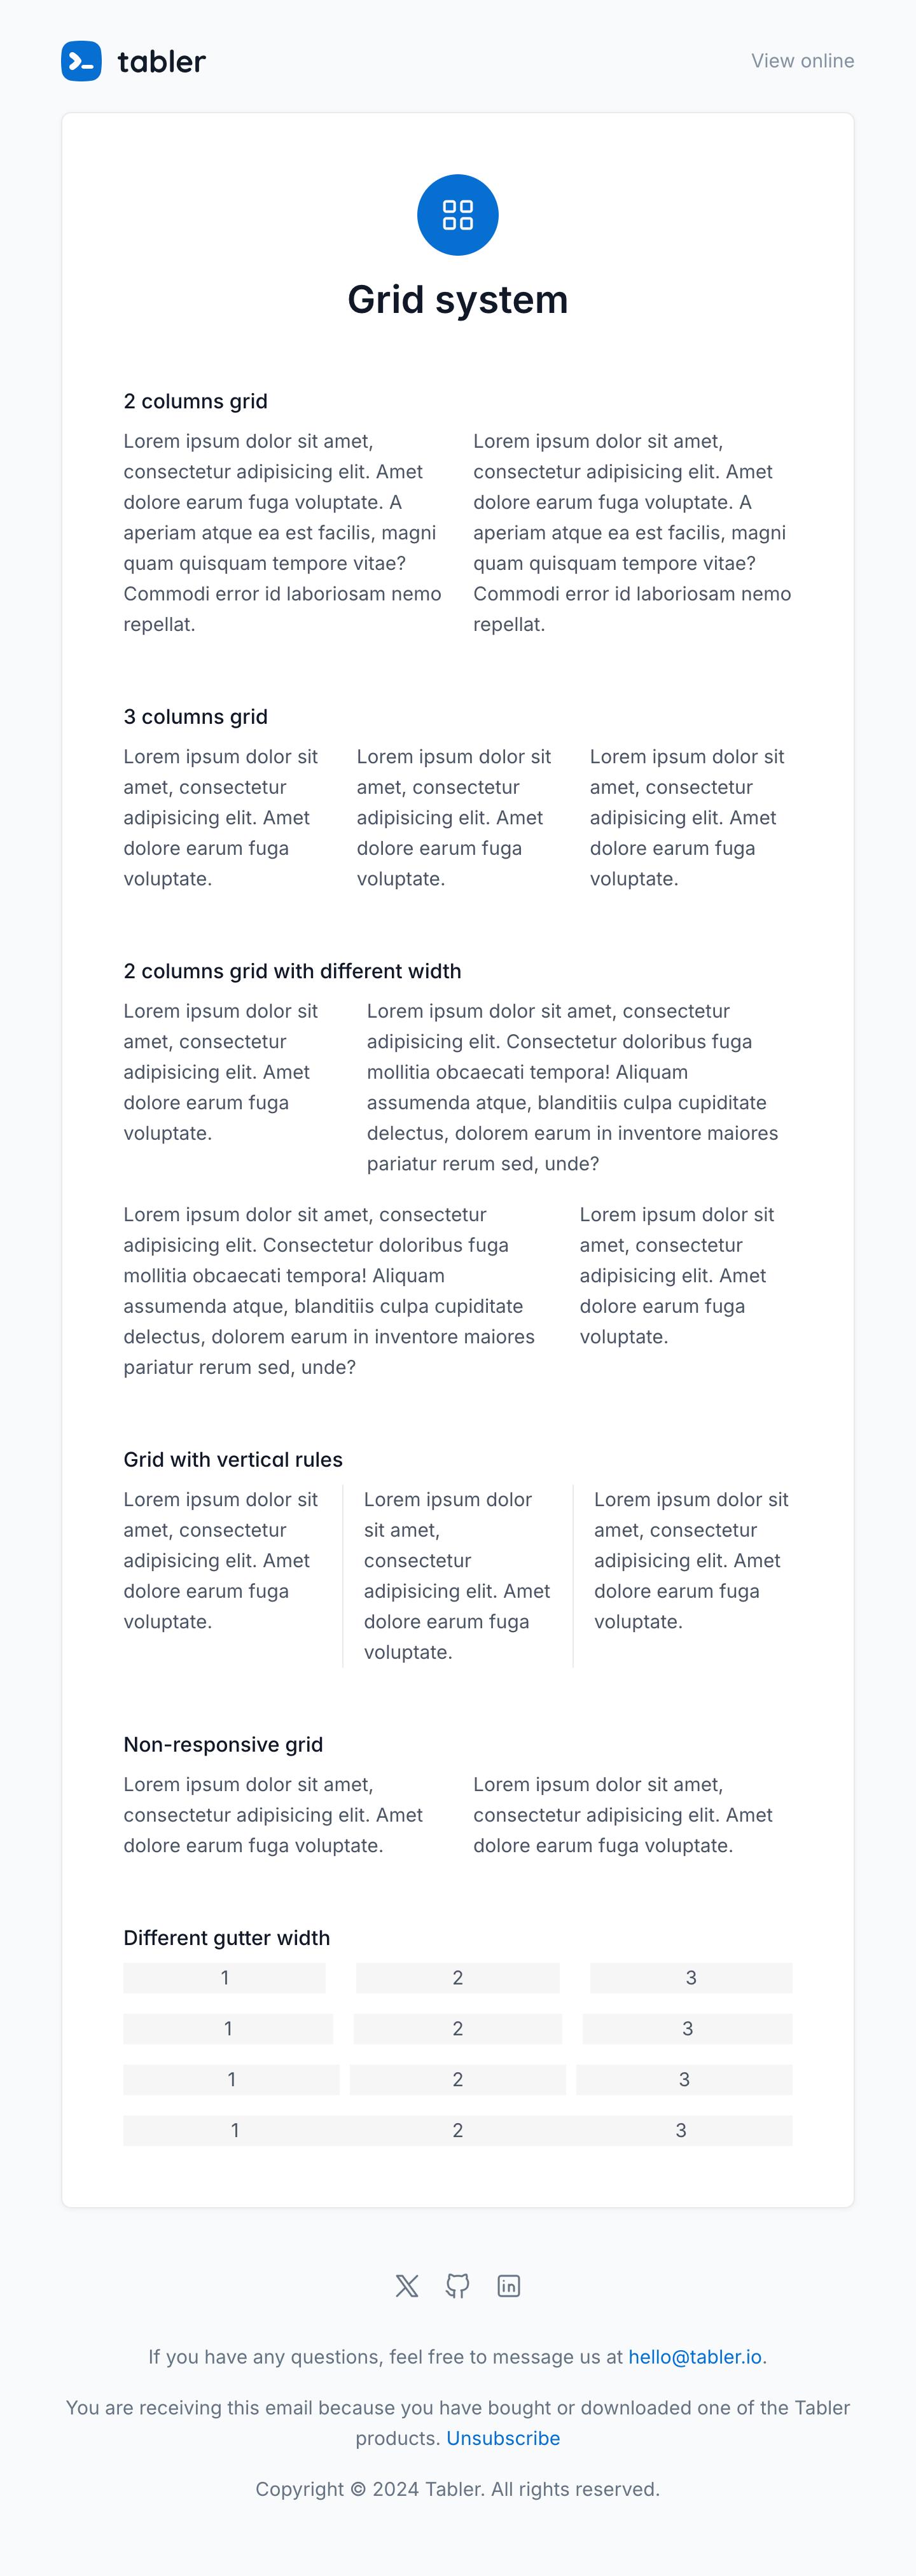 tabler
View online
Grid system
2 columns grid
Lorem ipsum dolor sit amet,
consectetur adipisicing elit. Amet
dolore earum fuga voluptate. A
aperiam atque ea est facilis, magni
quam quisquam tempore vitae?
Commodi error id laboriosam nemo
repellat.
Lorem ipsum dolor sit amet,
consectetur adipisicing elit. Amet
dolore earum fuga voluptate. A
aperiam atque ea est facilis, magni
quam quisquam tempore vitae?
Commodi error id laboriosam nemo
repellat.
3 columns grid
Lorem ipsum dolor sit
amet, consectetur
adipisicing elit. Amet
dolore earum fuga
voluptate.
Lorem ipsum dolor sit
amet, consectetur
adipisicing elit. Amet
dolore earum fuga
voluptate.
Lorem ipsum dolor sit
amet, consectetur
adipisicing elit. Amet
dolore earum fuga
voluptate.
2 columns grid with different width
Lorem ipsum dolor sit
amet, consectetur
adipisicing elit. Amet
dolore earum fuga
voluptate.
Lorem ipsum dolor sit amet, consectetur
adipisicing elit. Consectetur doloribus fuga
mollitia obcaecati tempora! Aliquam
assumenda atque, blanditiis culpa cupiditate
delectus, dolorem earum in inventore maiores
pariatur rerum sed, unde?
Lorem ipsum dolor sit amet, consectetur
adipisicing elit. Consectetur doloribus fuga
mollitia obcaecati tempora! Aliquam
assumenda atque, blanditiis culpa cupiditate
delectus, dolorem earum in inventore maiores
pariatur rerum sed, unde?
Lorem ipsum dolor sit
amet, consectetur
adipisicing elit. Amet
dolore earum fuga
voluptate.
Grid with vertical rules
Lorem ipsum dolor sit
amet, consectetur
adipisicing elit. Amet
dolore earum fuga
voluptate.
Lorem ipsum dolor
sit amet,
consectetur
adipisicing elit. Amet
dolore earum fuga
voluptate.
Lorem ipsum dolor sit
amet, consectetur
adipisicing elit. Amet
dolore earum fuga
voluptate.
Non-responsive grid
Lorem ipsum dolor sit amet,
consectetur adipisicing elit. Amet
dolore earum fuga voluptate.
Lorem ipsum dolor sit amet,
consectetur adipisicing elit. Amet
dolore earum fuga voluptate.
Different gutter width
1 2 3
1 2 3
1 2 3
1 2 3
If you have any questions, feel free to message us at hello@tabler.io.
You are receiving this email because you have bought or downloaded one of the Tabler
products. Unsubscribe
Copyright © 2024 Tabler. All rights reserved.